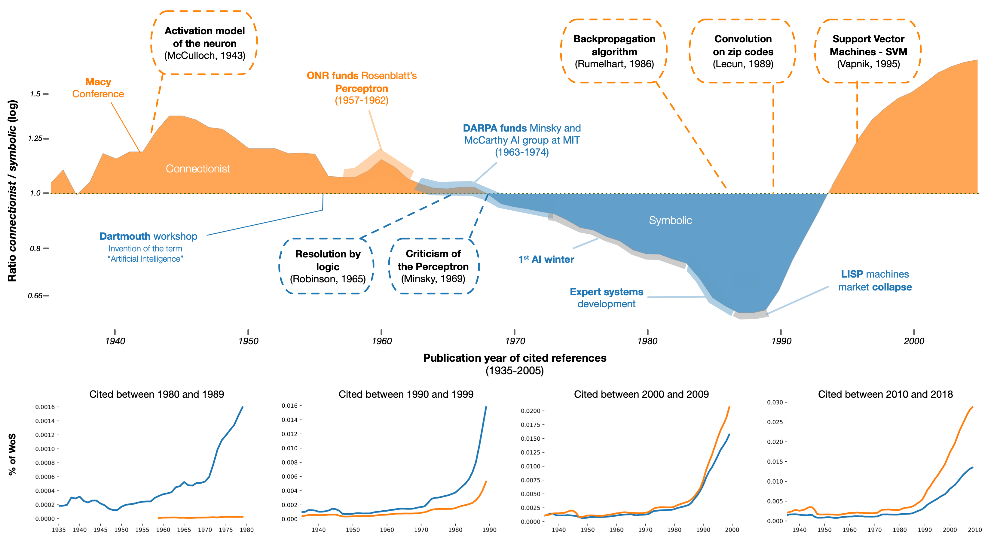 Activation model
of the neuron
(McCulloch, 1943)
Backpropagation
algorithm
(Rumelhart, 1986)
Convolution
on zip codes
(Lecun, 1989)
Support Vector
Machines - SVM
(Vapnik, 1995)
Macy
Conference
ONR funds Rosenblatt's
Perceptron
(1957-1962)
DARPA funds Minsky and
McCarthy AI group at MIT
(1963-1974)
Ratio connectionist / symbolic (log)
1.5
1.25
1.0
0.8
0.66
Connectionist
Symbolic
Dartmouth workshop
Invention of the term
“Artificial Intelligence”
Resolution by
logic
(Robinson, 1965)
Criticism of
the Perceptron
(Minsky, 1969)
1st AI winter
Expert systems
development
LISP machines
market collapse
1940 1950 1960 1970 1980 1990 2000
Publication year of cited references
(1935-2005)
% of WoS
Cited between 1980 and 1989
0.0016
0.0014
0.0012
0.0010
0.0008
0.0006
0.0004
0.0002
0.0000
1935 1940 1945 1950 1955 1960 1965 1970 1975 1980
Cited between 1990 and 1999
0.016
0.014
0.012
0.010
0.008
0.006
0.004
0.002
0.000
1940 1950 1960 1970 1980 1990
Cited between 2000 and 2009
0.0200
0.0175
0.0150
0.0125
0.0100
0.0075
0.0050
0.0025
0.0000
1940 1950 1960 1970 1980 1990 2000
Cited between 2010 and 2018
0.030
0.025
0.020
0.015
0.010
0.005
0.000
1940 1950 1960 1970 1980 1990 2000 2010